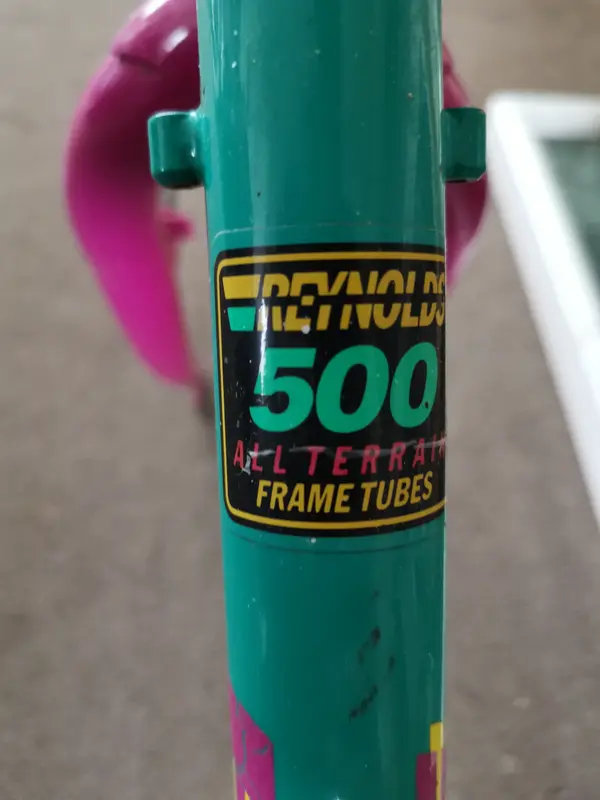 REYNOLDS
500
ALL TERRAIN
FRAME TUBES